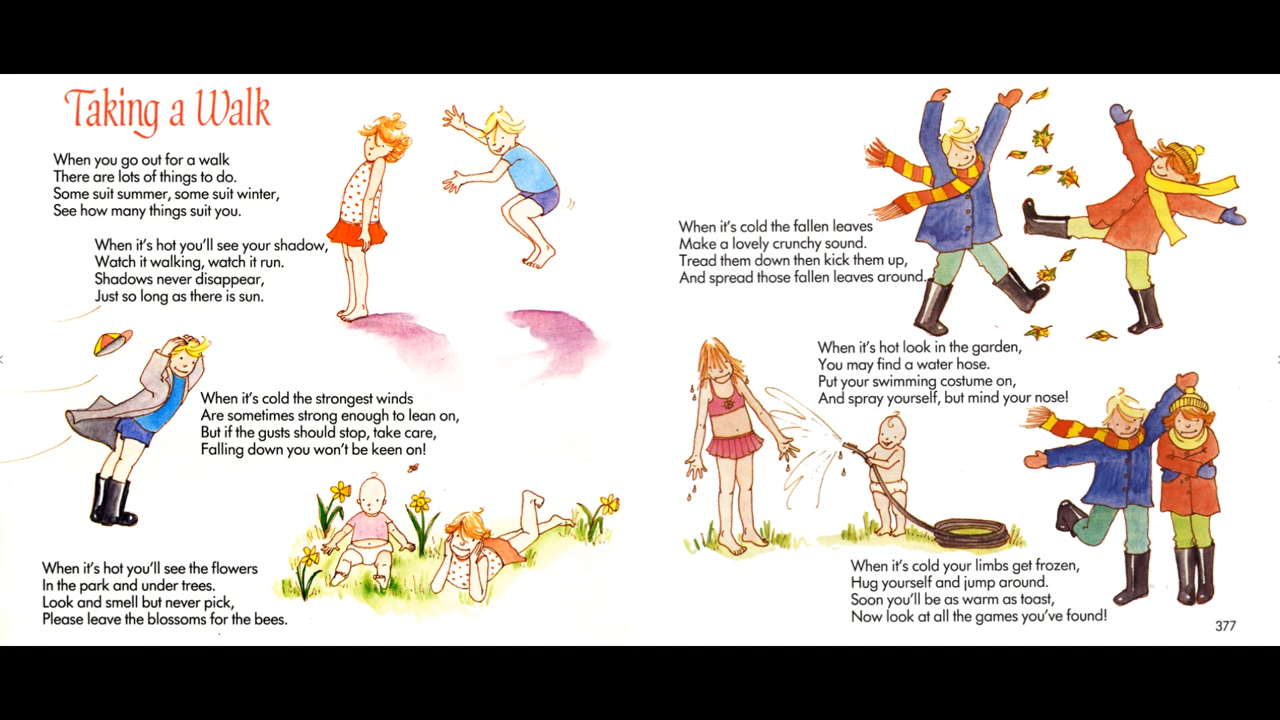 Taking a Walk
When you go out for a walk
There are lots of things to do.
Some suit summer, some suit winter,
See how many things suit you.
When it's hot you'll see your shadow,
Watch it walking, watch it run.
Shadows never disappear,
Just so long as there is sun.
When it's cold the strongest winds
Are sometimes strong enough to lean on,
But if the gusts should stop, take care,
Falling down you won't be keen on!
When it's hot you'll see the flowers
In the park and under trees.
Look and smell but never pick,
Please leave the blossoms for the bees.
When it's cold the fallen leaves
Make a lovely crunchy sound.
Tread them down then kick them up,
And spread those fallen leaves around.
When it's hot look in the garden,
You may find a water hose.
Put your swimming costume on,
And spray yourself, but mind your nose!
When it's cold your limbs get frozen,
Hug yourself and jump around.
Soon you'll be as warm as toast,
Now look at all the games you've found!
377